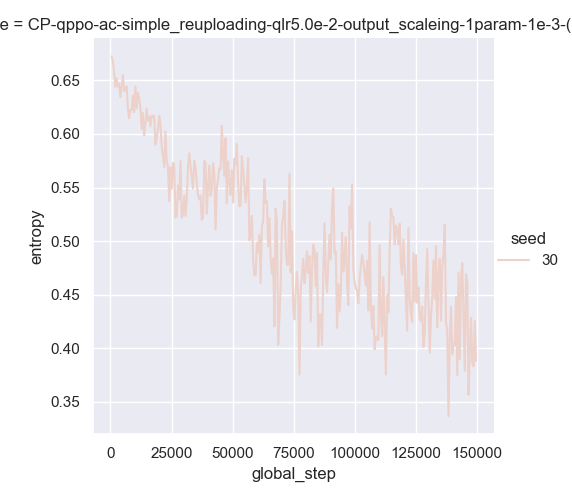 e = CP-qppo-ac-simple_reuploading-qlr5.0e-2-output_scaleing-1param-1e-3-(
0.65
0.60
0.55
0.50
0.45
0.40
0.35
entropy
0 25000 50000 75000 100000 125000 150000
global_step
seed
30